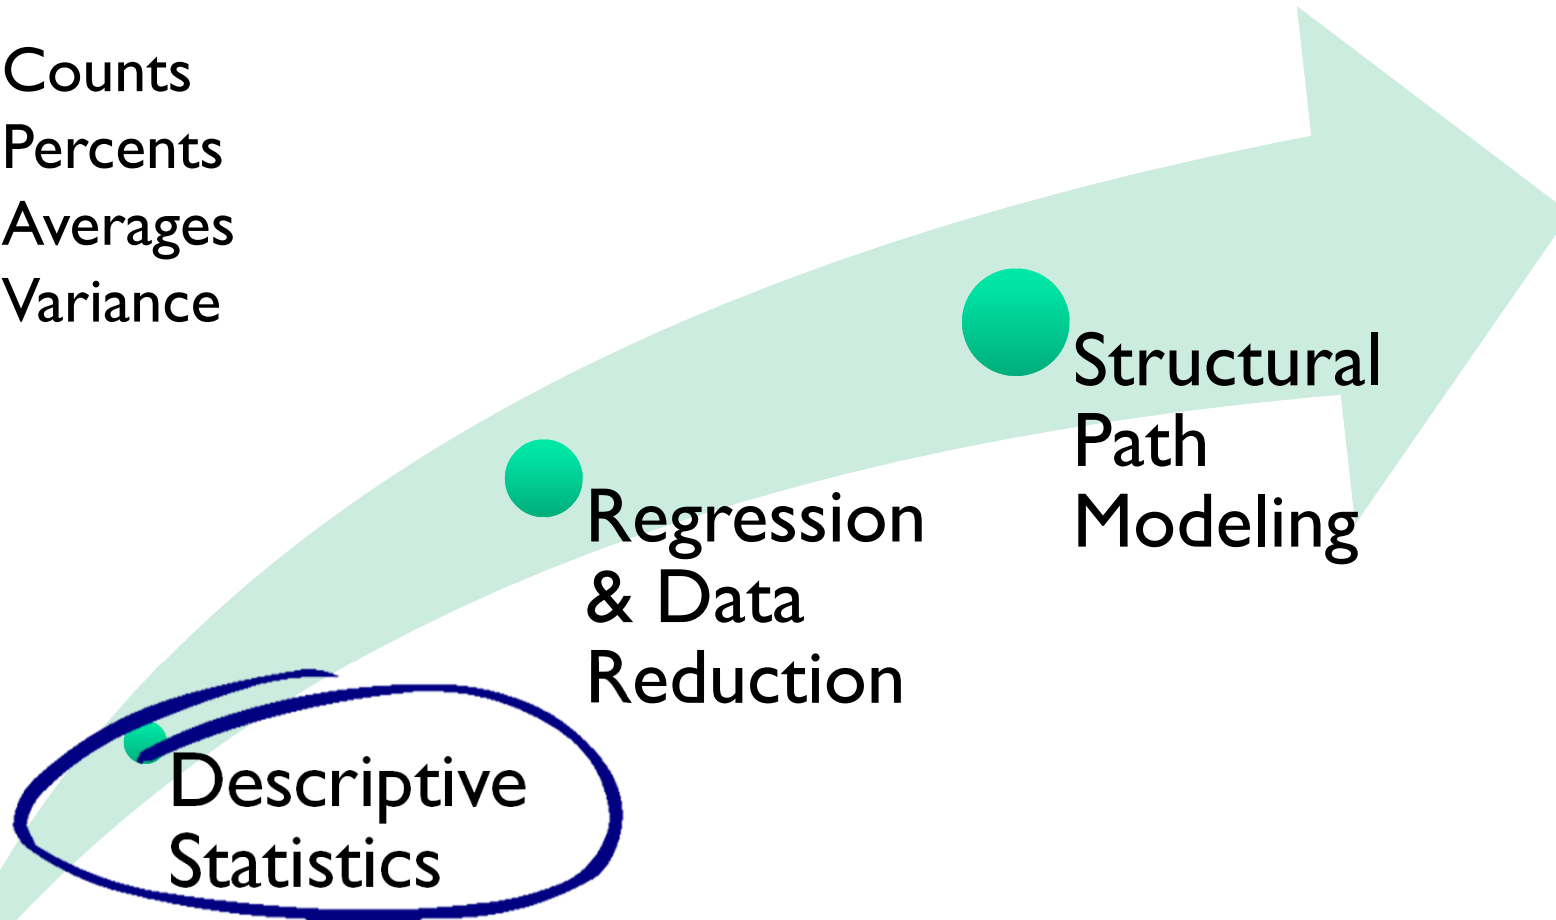 Counts
Percents
Averages
Variance
Structural
Path
Modeling
Regression
& Data
Reduction
Descriptive
Statistics